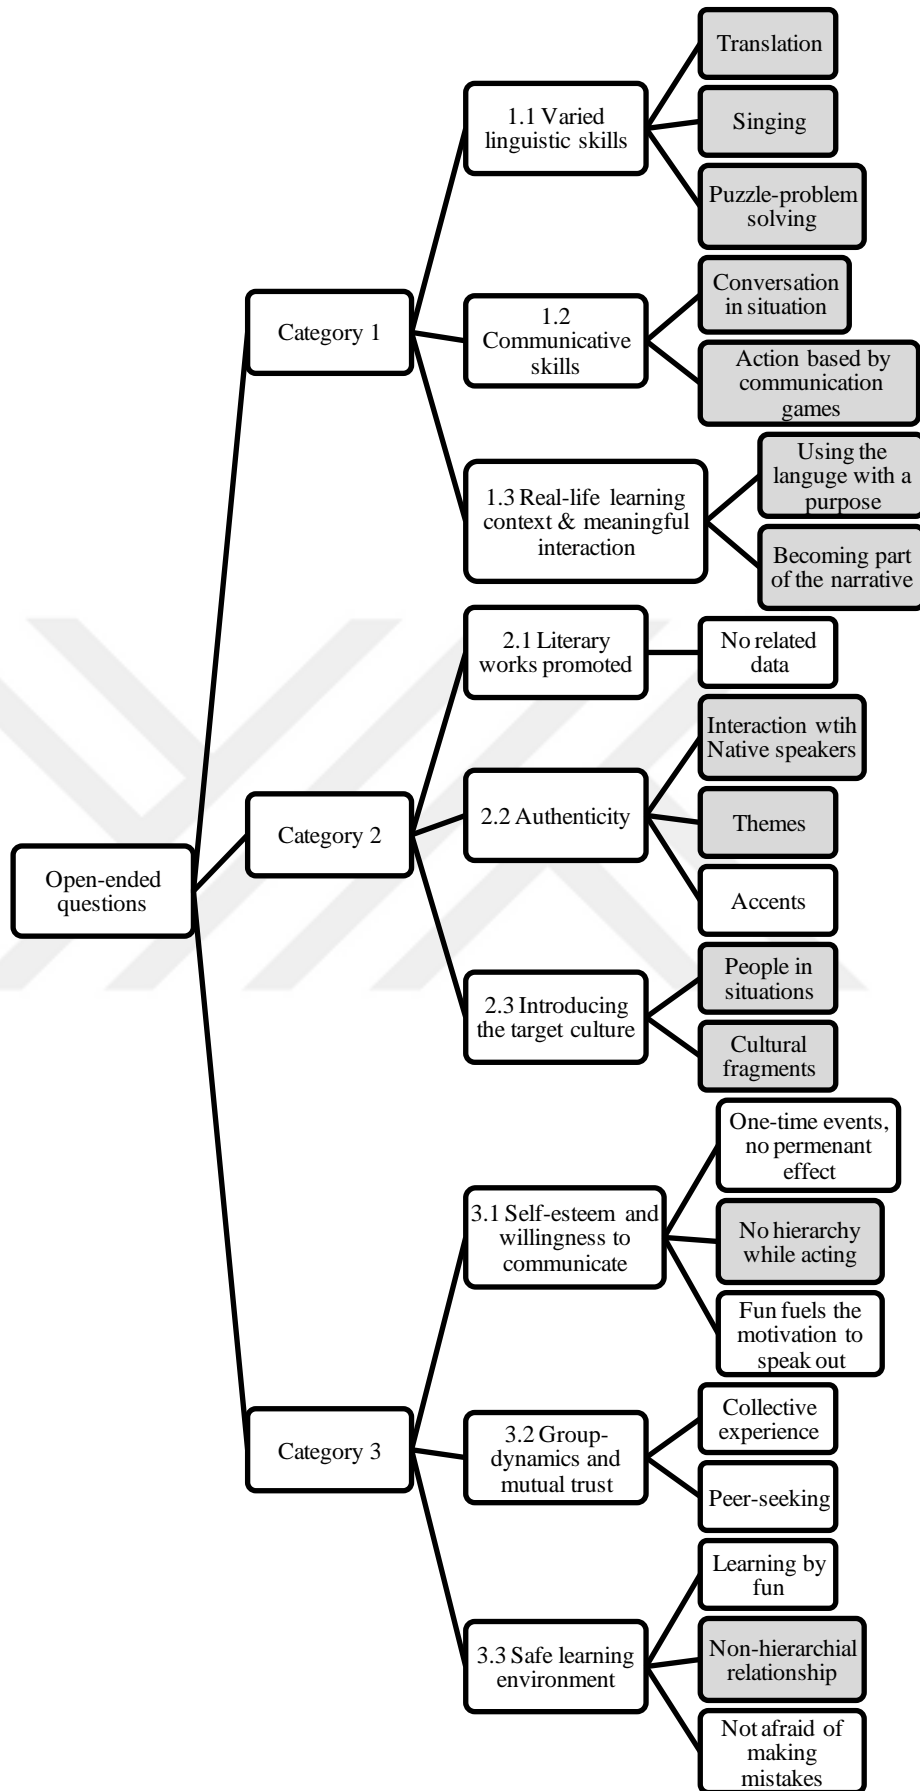 Open-ended
questions
Category 1
1.1 Varied
linguistic skills
Translation
Singing
Puzzle-problem
solving
1.2
Communicative
skills
Conversation
in situation
Action based by
communication
games
1.3 Real-life learning
context & meaningful
interaction
Using the
languge with a
purpose
Becoming part
of the narrative
Category 2
2.1 Literary
works promoted
No related
data
2.2 Authenticity
Interaction wtih
Native speakers
Themes
Accents
2.3 Introducing
the target culture
People in
situations
Cultural
fragments
Category 3
3.1 Self-esteem and
willingness to
communicate
One-time events,
no permenant
effect
No hierarchy
while acting
Fun fuels the
motivation to
speak out
3.2 Group-
dynamics and
mutual trust
Collective
experience
Peer-seeking
3.3 Safe learning
environment
Learning by
fun
Non-hierarchial
relationship
Not afraid of
making
mistakes